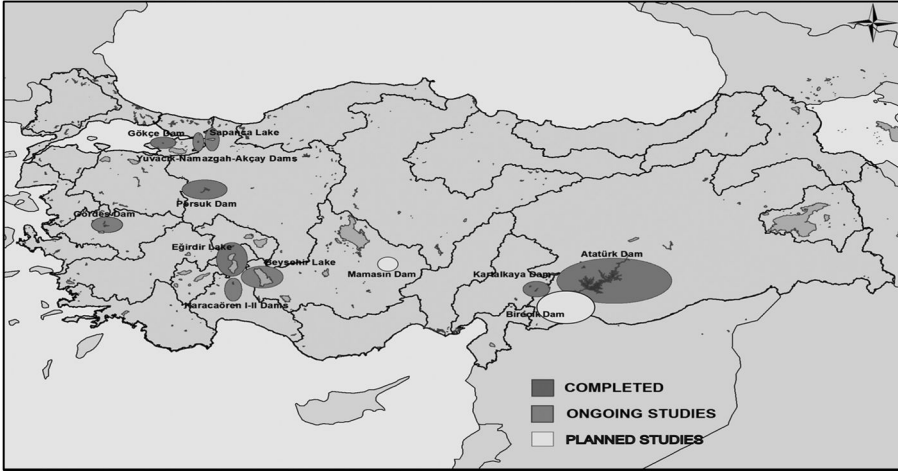 Gökçe Dam
Sapanca Lake
Yuvacık-Namazgah-Akçay Dams
Porsuk Dam
Gördes Dam
Eğirdir Lake
Beyşehir Lake
Karacaören I-II Dams
Mamasın Dam
Kartalkaya Dam
Atatürk Dam
Birecik Dam
COMPLETED
ONGOING STUDIES
PLANNED STUDIES